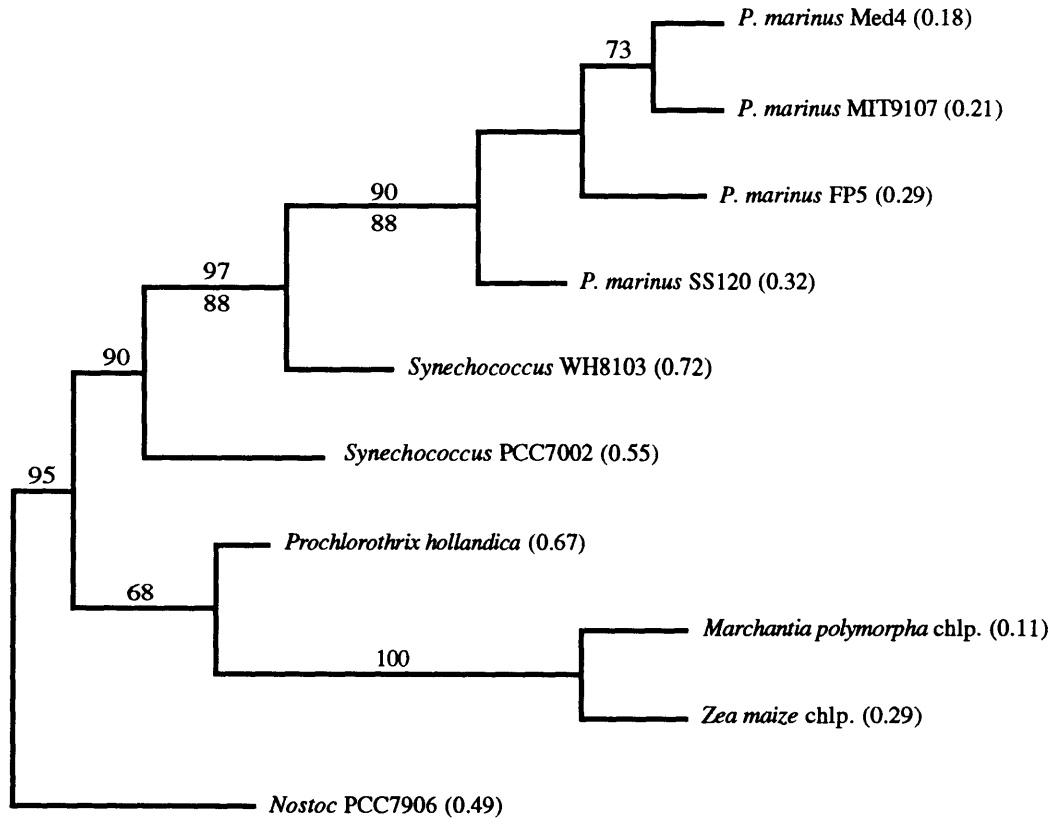 P. marinus Med4 (0.18)
73
P. marinus MIT9107 (0.21)
90
88
P. marinus FP5 (0.29)
97
88
P. marinus SS120 (0.32)
90
Synechococcus WH8103 (0.72)
Synechococcus PCC7002 (0.55)
95
Prochlorothrix hollandica (0.67)
68
Marchantia polymorpha chlp. (0.11)
100
Zea maize chlp. (0.29)
Nostoc PCC7906 (0.49)